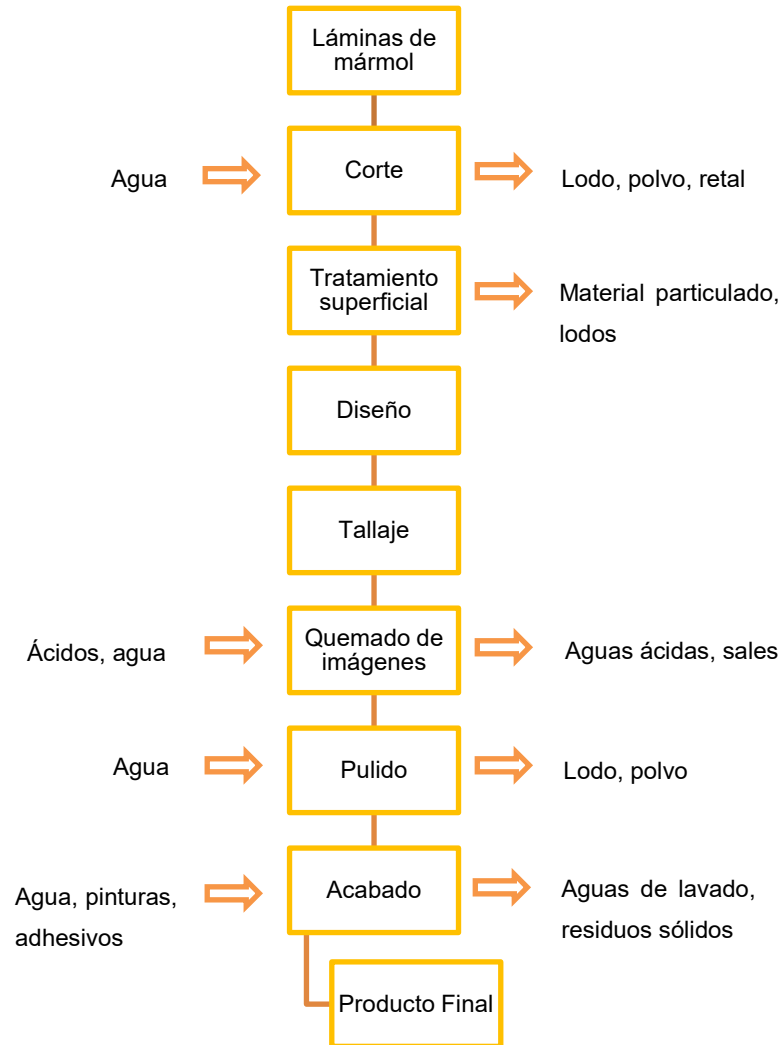 Láminas de
mármol
Agua
Corte
Lodo, polvo, retal
Tratamiento
superficial
Material particulado,
lodos
Diseño
Tallaje
Ácidos, agua
Quemado de
imágenes
Aguas ácidas, sales
Agua
Pulido
Lodo, polvo
Agua, pinturas,
adhesivos
Acabado
Aguas de lavado,
residuos sólidos
Producto Final